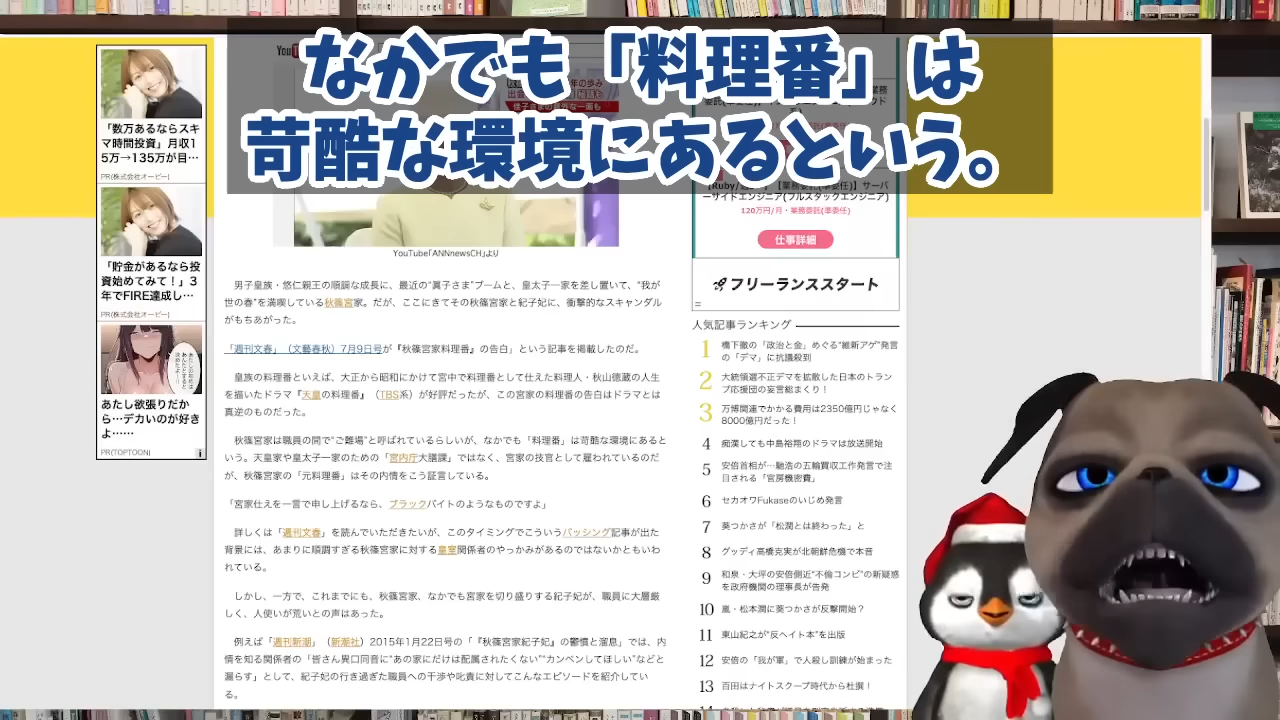 なかでも「料理番」は
苛酷な環境にあるという。
「数万あるならスキ
マ時間投資」月収1
5万→135万が目…
PR(株式会社オーピー)
「貯金があるなら投
資始めてみて！」3
年でFIRE達成し…
PR(株式会社オーピー)
あたし欲張りだか
ら…デカいのが好き
よ……
PR(TOPTOON)
YouTube「ANNnewsCH」より
男子皇族・悠仁親王の順調な成長に、最近の“眞子さま”ブームと、皇太子一家を差し置いて、“我が
世の春”を満喫している秋篠宮家。だが、ここにきてその秋篠宮家と紀子妃に、衝撃的なスキャンダル
がもちあがった。
「週刊文春」（文藝春秋）7月9日号が『秋篠宮家料理番』の告白」という記事を掲載したのだ。
皇族の料理番といえば、大正から昭和にかけて宮中で料理番として仕えた料理人・秋山徳蔵の人生
を描いたドラマ『天皇の料理番』（TBS系）が好評だったが、この宮家の料理番の告白はドラマとは
真逆のものだった。
秋篠宮家は職員の間で“ご難場”と呼ばれているらしいが、なかでも「料理番」は苛酷な環境にあると
いう。天皇家や皇太子一家のための「宮内庁大膳課」ではなく、宮家の技官として雇われているのだ
が、秋篠宮家の「元料理番」はその内情をこう証言している。
「宮家仕えを一言で申し上げるなら、ブラックバイトのようなものですよ」
詳しくは「週刊文春」を読んでいただきたいが、このタイミングでこういうバッシング記事が出た
背景には、あまりに順調すぎる秋篠宮家に対する皇室関係者のやっかみがあるのではないかともいわ
れている。
しかし、一方で、これまでにも、秋篠宮家、なかでも宮家を切り盛りする紀子妃が、職員に大層厳
しく、人使いが荒いとの声はあった。
例えば「週刊新潮」（新潮社）2015年1月22日号の「『秋篠宮家紀子妃』の鬱憤と溜息」では、内
情を知る関係者の「皆さん異口同音に“あの家にだけは配属されたくない”“カンベンしてほしい”などと
漏らす」として、紀子妃の行き過ぎた職員への干渉や叱責に対してこんなエピソードを紹介してい
る。
ーサイドエンジニア(フルスタックエンジニア)
120万円/月・業務委託(準委任)
仕事詳細
フリーランススタート
人気記事ランキング
1 橋下徹の「政治と金」めぐる“維新アゲ”発言
の「デマ」に抗議殺到
2 大統領選不正デマを拡散した日本のトラン
プ応援団の妄言総まくり！
3 万博関連でかかる費用は2350億円じゃなく
8000億円だった！
4 痴漢しても中島裕翔のドラマは放送開始
5 安倍首相が…馳浩の五輪買収工作発言で注
目される「官房機密費」
6 セカオワFukaseのいじめ発言
7 葵つかさが「松潤とは終わった」と
8 グッディ高橋克実が北朝鮮危機で本音
9 和泉・大坪の安倍側近“不倫コンビ”の新疑惑
を政府機関の理事長が告発
10 嵐・松本潤に葵つかさが反撃開始？
11 東山紀之が“反ヘイト本”を出版
12 安倍の「我が軍」で人殺し訓練が始まった
13 百田はナイトスクープ時代から杜撰！